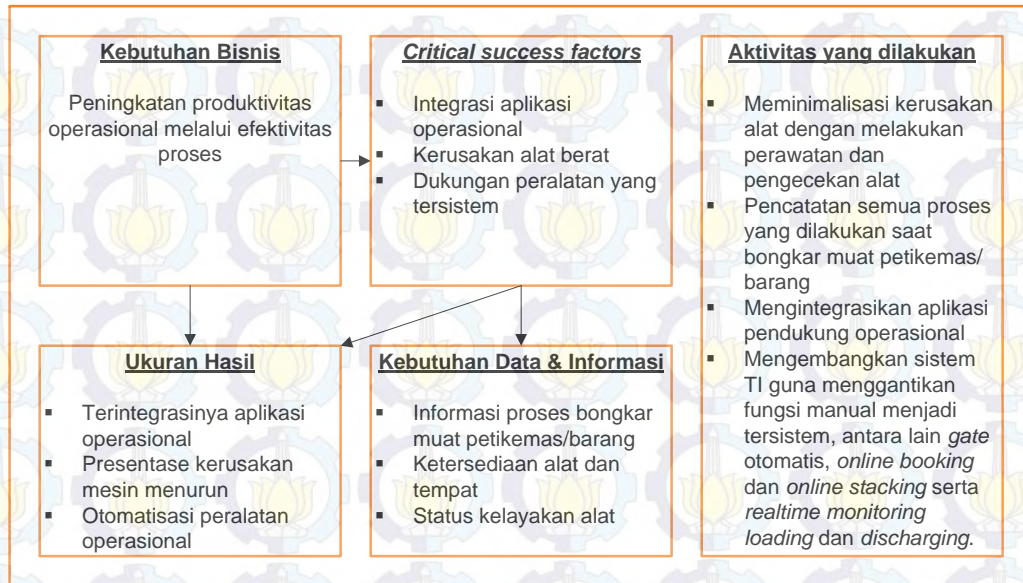 Kebutuhan Bisnis
Peningkatan produktivitas
operasional melalui efektivitas
proses
Critical success factors
▪ Integrasi aplikasi
operasional
▪ Kerusakan alat berat
▪ Dukungan peralatan yang
tersistem
Aktivitas yang dilakukan
▪ Meminimalisasi kerusakan
alat dengan melakukan
perawatan dan
pengecekan alat
▪ Pencatatan semua proses
yang dilakukan saat
bongkar muat petikemas/
barang
▪ Mengintegrasikan aplikasi
pendukung operasional
▪ Mengembangkan sistem
TI guna menggantikan
fungsi manual menjadi
tersistem, antara lain gate
otomatis, online booking
dan online stacking serta
realtime monitoring
loading dan discharging.
Ukuran Hasil
▪ Terintegrasinya aplikasi
operasional
▪ Presentase kerusakan
mesin menurun
▪ Otomatisasi peralatan
operasional
Kebutuhan Data & Informasi
▪ Informasi proses bongkar
muat petikemas/barang
▪ Ketersediaan alat dan
tempat
▪ Status kelayakan alat